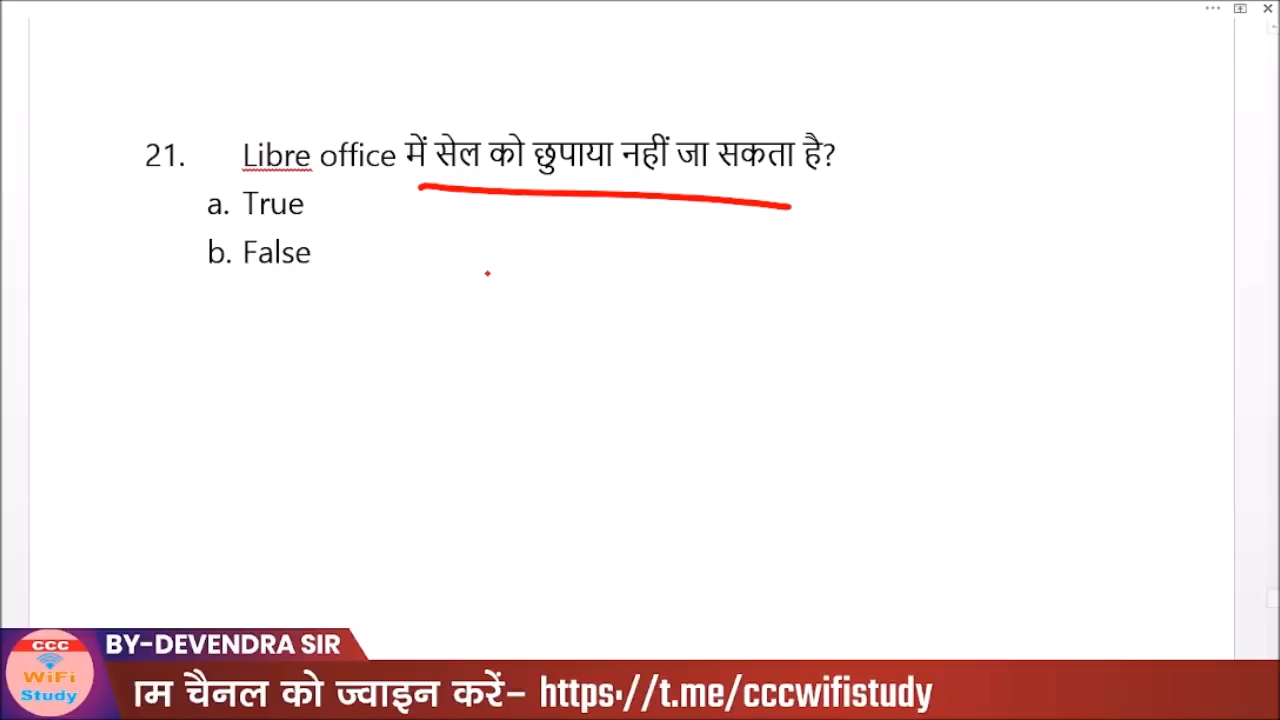 21. Libre office में सेल को छुपाया नहीं जा सकता है?
a. True
b. False
CCC
WiFi
Study
BY-DEVENDRA SIR
ाम चैनल को ज्वाइन करें– https://t.me/cccwifistudy